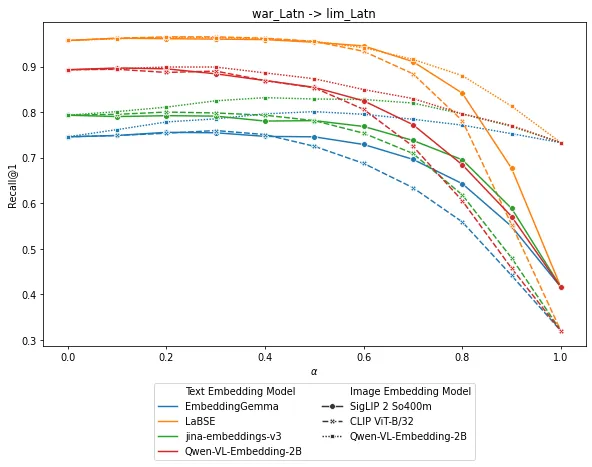 war_Latn -> lim_Latn
Recall@1
0.9
0.8
0.7
0.6
0.5
0.4
0.3
0.0 0.2 0.4 0.6 0.8 1.0
α
Text Embedding Model Image Embedding Model
EmbeddingGemma SigLIP 2 So400m
LaBSE CLIP ViT-B/32
jina-embeddings-v3 Qwen-VL-Embedding-2B
Qwen-VL-Embedding-2B